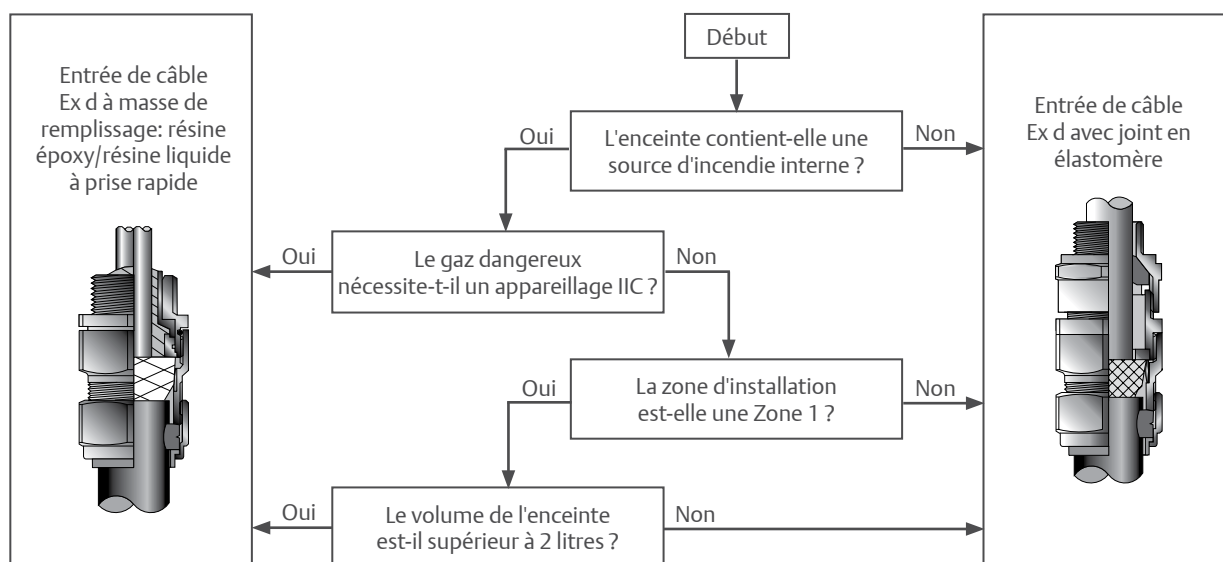 Début
Entrée de câble
Ex d à masse de
remplissage: résine
époxy/résine liquide
à prise rapide
Oui
L'enceinte contient-elle une
source d'incendie interne ?
Non
Entrée de câble
Ex d avec joint en
élastomère
Oui
Le gaz dangereux
nécessite-t-il un appareillage IIC ?
Non
Oui
La zone d'installation
est-elle une Zone 1 ?
Non
Oui
Le volume de l'enceinte
est-il supérieur à 2 litres ?
Non